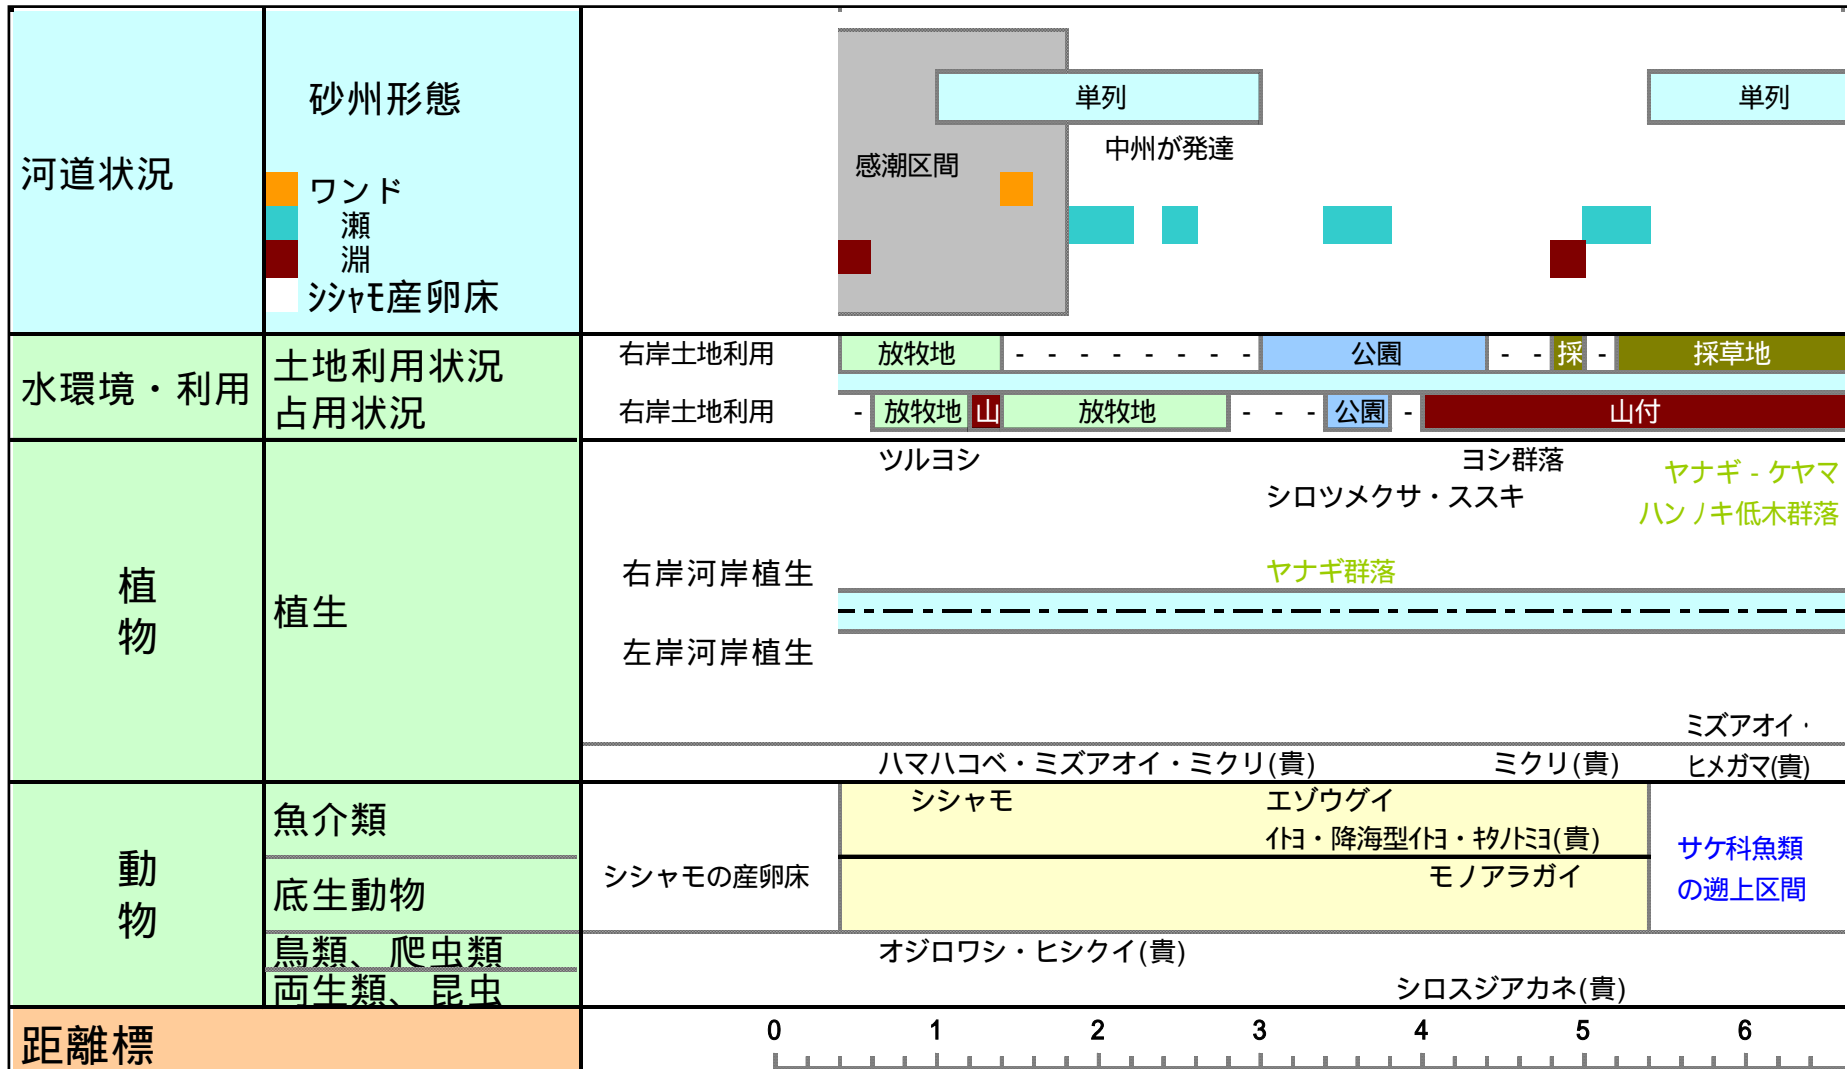 河道状況
砂州形態
ワンド
瀬
淵
ｼｼｬﾓ産卵床
単列
単列
中州が発達
感潮区間
水環境・利用
土地利用状況
占用状況
右岸土地利用
放牧地 - - - - - - - - 公園 - - 採 - 採草地
右岸土地利用
- 放牧地 山 放牧地 - - - 公園 - 山付
植物
植生
ツルヨシ
ヨシ群落
シロツメクサ・ススキ
ヤナギ - ケヤマ
ハンノキ低木群落
右岸河岸植生
ヤナギ群落
左岸河岸植生
ミズアオイ・
ハマハコベ・ミズアオイ・ミクリ(貴)
ミクリ(貴)
ヒメガマ(貴)
動物
魚介類
底生動物
鳥類、爬虫類
両生類、昆虫
シシャモの産卵床
シシャモ
エゾウグイ
ｲﾄﾖ・降海型ｲﾄﾖ・ｷﾀﾉﾄﾐﾖ(貴)
モノアラガイ
サケ科魚類
の遡上区間
オジロワシ・ヒシクイ(貴)
シロスジアカネ(貴)
距離標
0 1 2 3 4 5 6